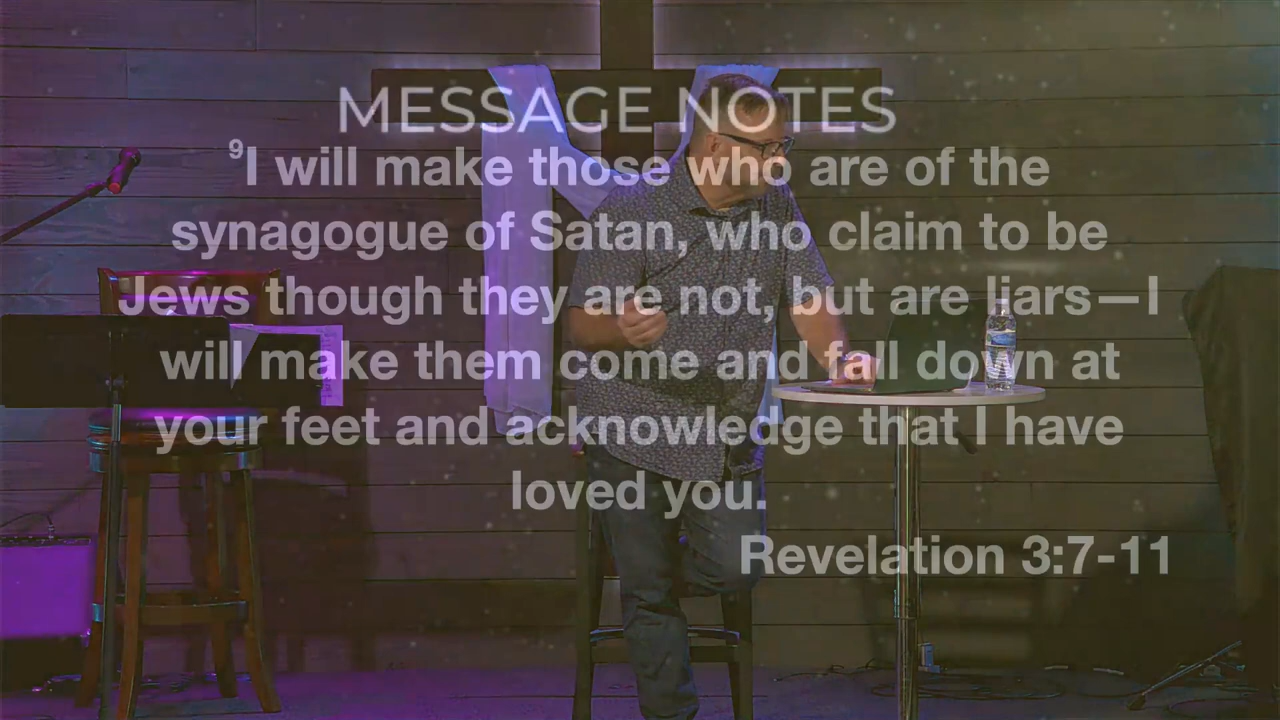 MESSAGE NOTES
⁹I will make those who are of the
synagogue of Satan, who claim to be
Jews though they are not, but are liars—I
will make them come and fall down at
your feet and acknowledge that I have
loved you.
Revelation 3:7-11